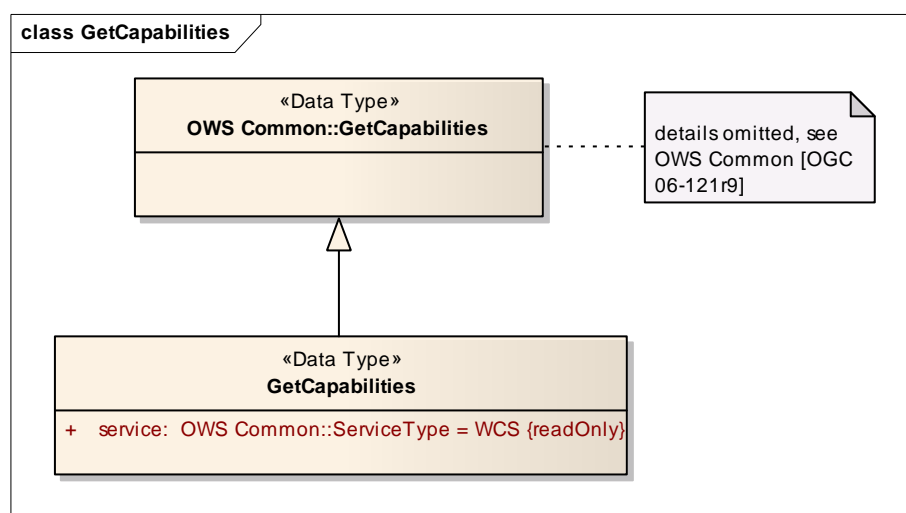 class GetCapabilities
«Data Type»
OWS Common::GetCapabilities
details omitted, see
OWS Common [OGC
06-121r9]
«Data Type»
GetCapabilities
+ service: OWS Common::ServiceType = WCS {readOnly}